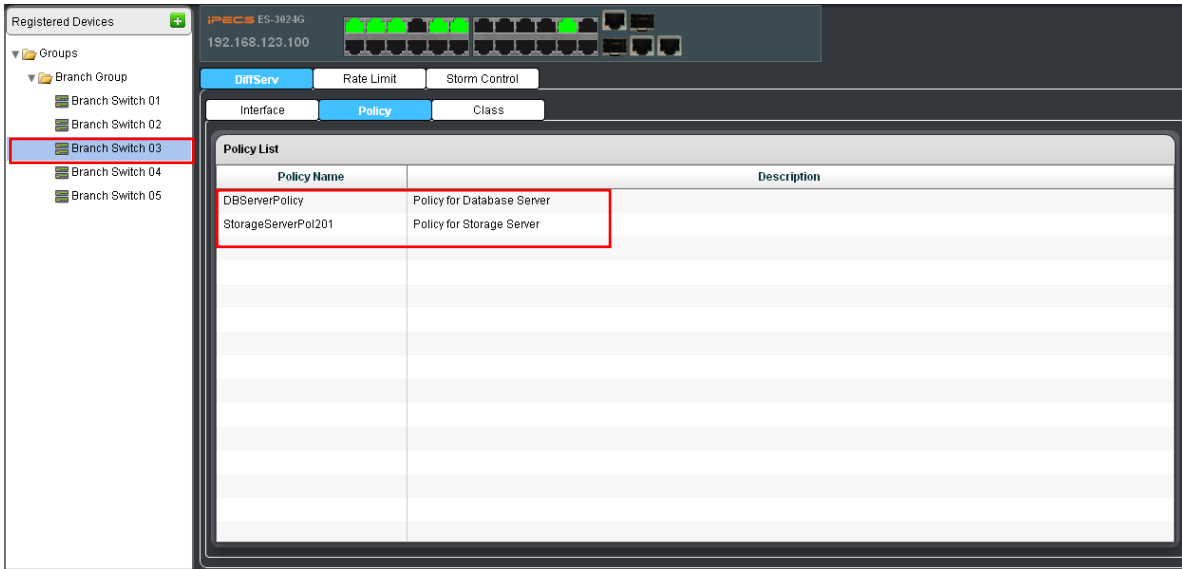 Registered Devices
Groups
Branch Group
Branch Switch 01
Branch Switch 02
Branch Switch 03
Branch Switch 04
Branch Switch 05
iPECS ES-3024G
192.168.123.100
DiffServ Rate Limit Storm Control
Interface Policy Class
Policy List
Policy Name Description
DBServerPolicy Policy for Database Server
StorageServerPol201 Policy for Storage Server